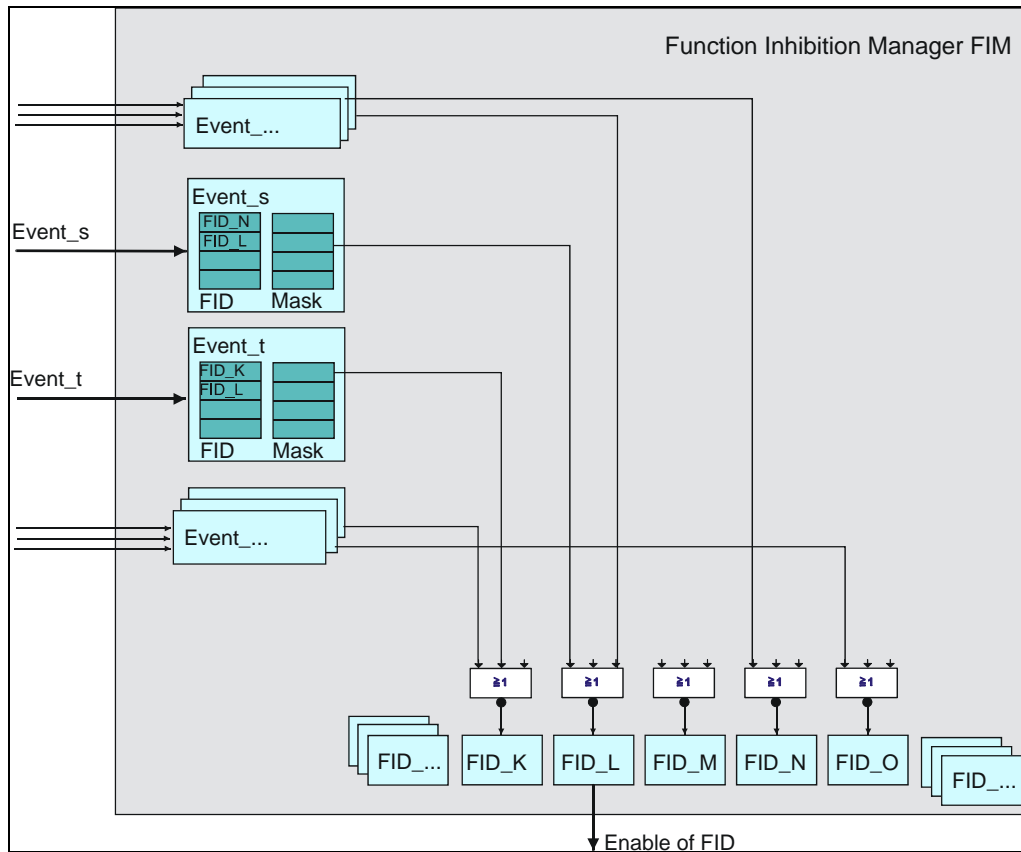 Function Inhibition Manager FIM
Event_...
Event_s
Event_s
FID_N
FID_L
FID Mask
Event_t
Event_t
FID_K
FID_L
FID Mask
Event_...
≧1 ≧1 ≧1 ≧1 ≧1
FID_... FID_K FID_L FID_M FID_N FID_O FID_...
Enable of FID